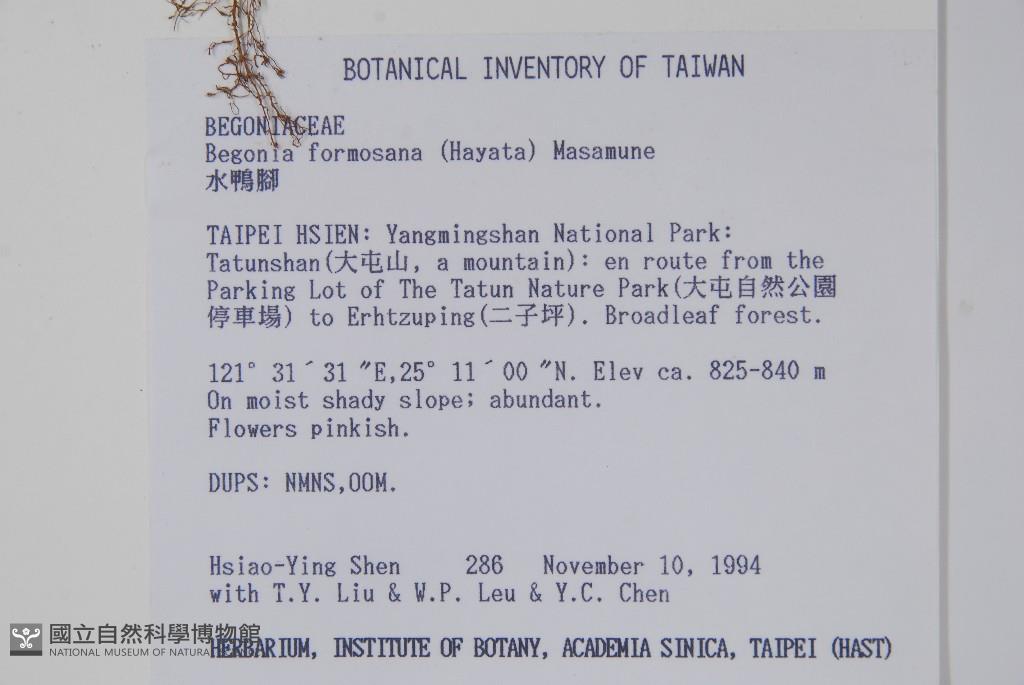 BOTANICAL INVENTORY OF TAIWAN
BEGONIACEAE
Begonia formosana (Hayata) Masamune
水鴨腳
TAIPEI HSIEN: Yangmingshan National Park:
Tatunshan(大屯山, a mountain): en route from the
Parking Lot of The Tatun Nature Park(大屯自然公園
停車場) to Erhtzuping(二子坪). Broadleaf forest.
121° 31´31 ″E,25° 11´00 ″N. Elev ca. 825-840 m
On moist shady slope; abundant.
Flowers pinkish.
DUPS: NMNS,OOM.
Hsiao-Ying Shen 286 November 10, 1994
with T.Y. Liu & W.P. Leu & Y.C. Chen
HERBARIUM, INSTITUTE OF BOTANY, ACADEMIA SINICA, TAIPEI (HAST)
國立自然科學博物館
NATIONAL MUSEUM OF NATURAL